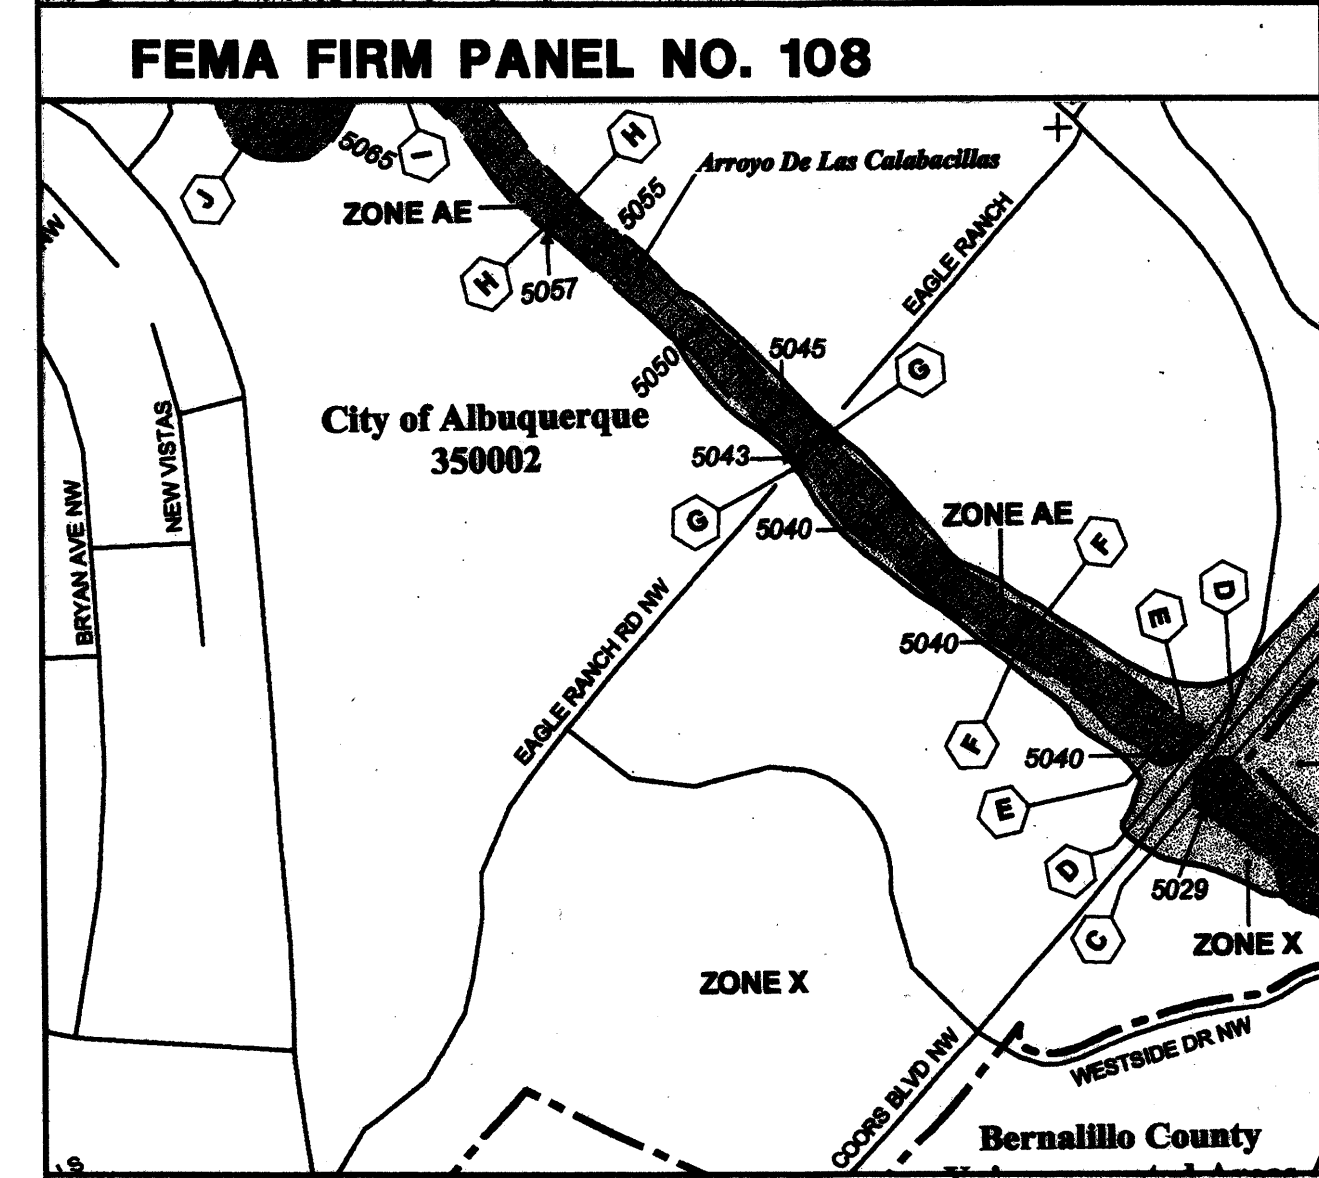 FEMA FIRM PANEL NO. 108
5065
I
H
Arroyo De Las Calabacillas
J
ZONE AE
5055
EAGLE RANCH
NW
H
5057
5045
5050
G
City of Albuquerque
350002
NEW VISTAS
5043
BRYAN AVE NW
G
5040
ZONE AE
F
E
D
5040
EAGLE RANCH RD NW
F
5040
E
D
5029
C
ZONE X
ZONE X
COORS BLVD NW
WESTSIDE DR NW
Bernalillo County